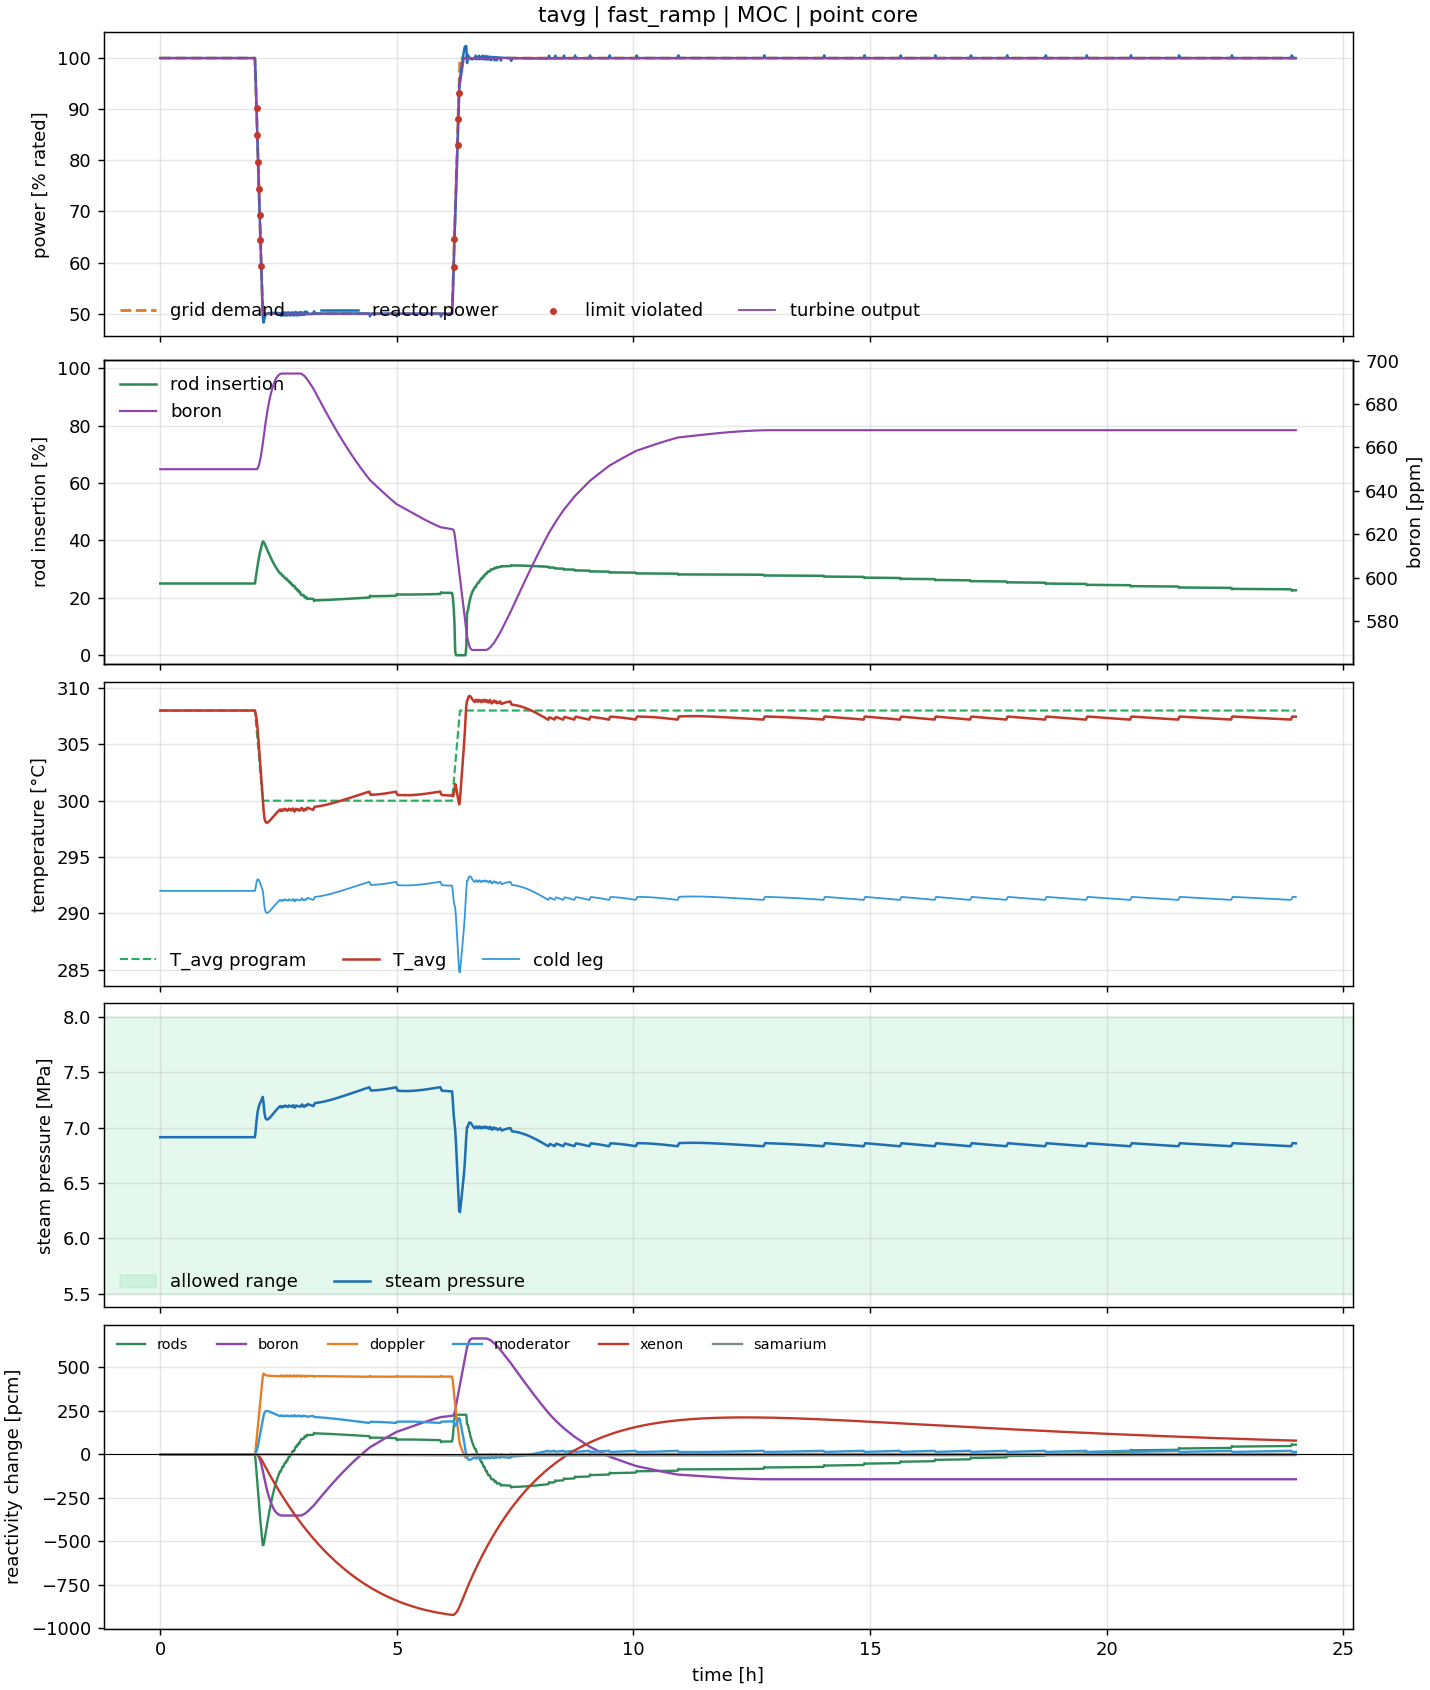 tavg | fast_ramp | MOC | point core
power [% rated]
100
90
80
70
60
50
grid demand
reactor power
limit violated
turbine output
rod insertion [%]
100
80
60
40
20
0
rod insertion
boron
700
680
660
640
620
600
580
boron [ppm]
temperature [°C]
310
305
300
295
290
285
T_avg program
T_avg
cold leg
steam pressure [MPa]
8.0
7.5
7.0
6.5
6.0
5.5
allowed range
steam pressure
reactivity change [pcm]
rods
boron
doppler
moderator
xenon
samarium
500
250
0
−250
−500
−750
−1000
0
5
10
15
20
25
time [h]